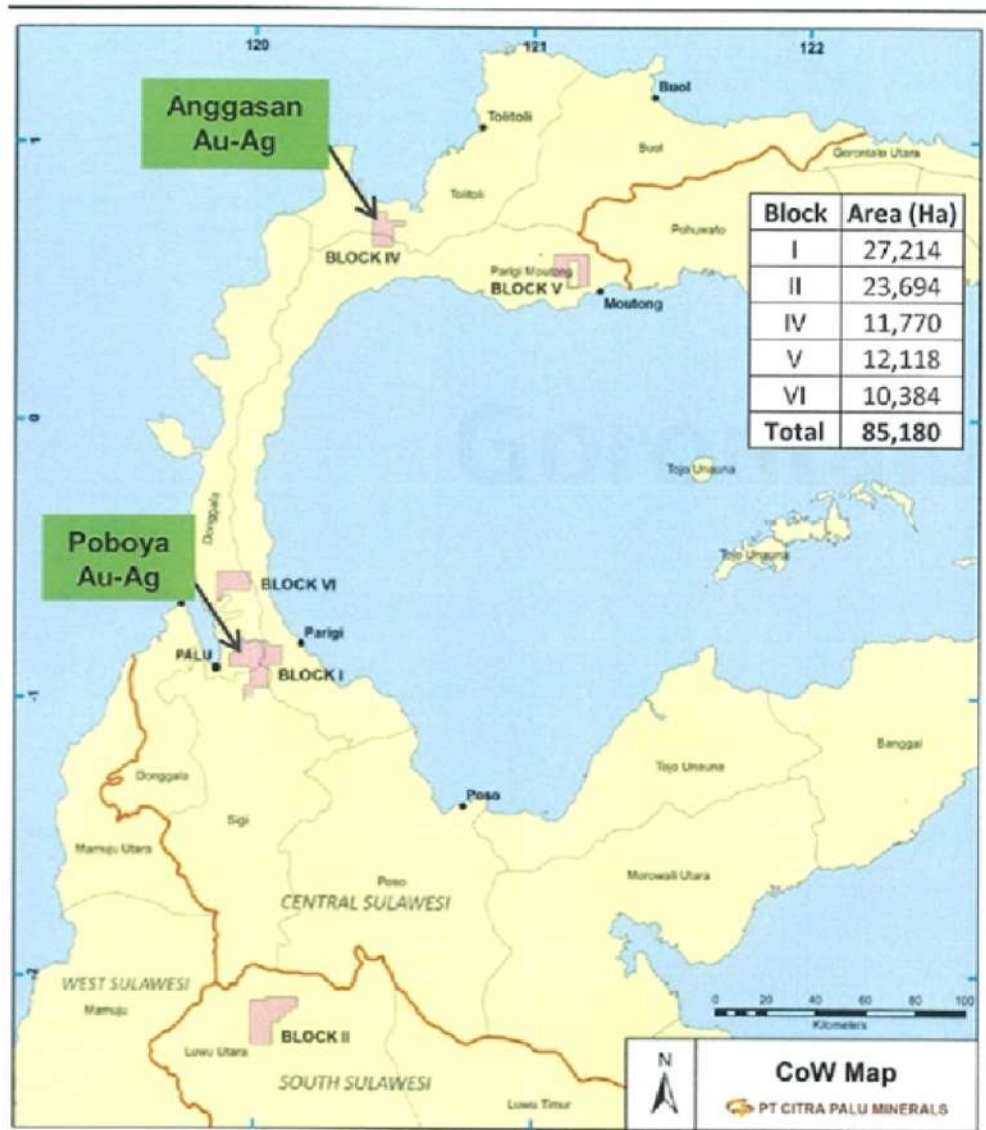 120 121 122
Anggasan
Au-Ag
Buol
Tolitoli
Buol
Gorontalo Utara
1
Tolitoli
Pohuwato
BLOCK IV
Parigi Moutong
BLOCK V
Moutong
Block Area (Ha)
I 27,214
II 23,694
IV 11,770
V 12,118
VI 10,384
Total 85,180
0
Tojo Unauna
Donggala
Tojo Unauna
Poboya
Au-Ag
BLOCK VI
Parigi
PALU
BLOCK I
-1
Banggai
Donggala
Tojo Unauna
Poso
Sigi
Mamuju Utara
Poso
Morowali Utara
CENTRAL SULAWESI
-2
WEST SULAWESI
Mamuju
0 20 40 60 80 100
Kilometers
BLOCK II
Luwu Utara
SOUTH SULAWESI
Luwu Timur
N
CoW Map
PT CITRA PALU MINERALS